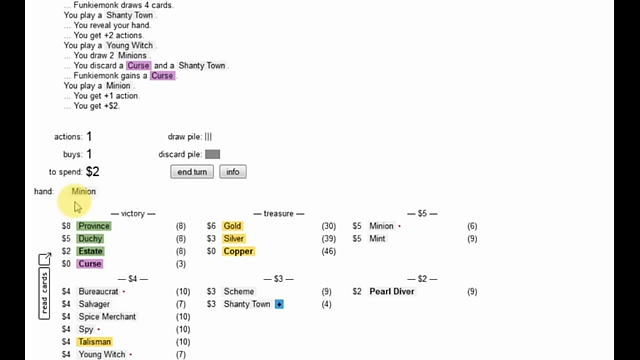 ... Funkiemonk draws 4 cards.
You play a Shanty Town.
... You reveal your hand.
... You get +2 actions.
You play a Young Witch.
... You draw 2 Minions.
... You discard a Curse and a Shanty Town.
... Funkiemonk gains a Curse.
You play a Minion.
... You get +1 action.
... You get +$2.
actions: 1 draw pile: |||
buys: 1 discard pile:
to spend: $2 end turn info
hand: Minion
— victory — — treasure — — $5 —
$8 Province (8) $6 Gold (30) $5 Minion • (6)
$5 Duchy (8) $3 Silver (39) $5 Mint (9)
$2 Estate (8) $0 Copper (46)
$0 Curse (3)
read cards
— $4 — — $3 — — $2 —
$4 Bureaucrat • (10) $3 Scheme (9) $2 Pearl Diver (9)
$4 Salvager (7) $3 Shanty Town (4)
$4 Spice Merchant (10)
$4 Spy • (10)
$4 Talisman (10)
$4 Young Witch • (7)